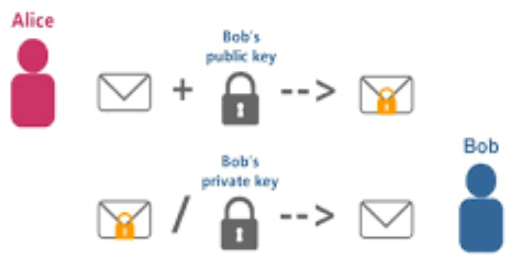 Alice
Bob's
public key
+ -->
Bob
Bob's
private key
/ -->